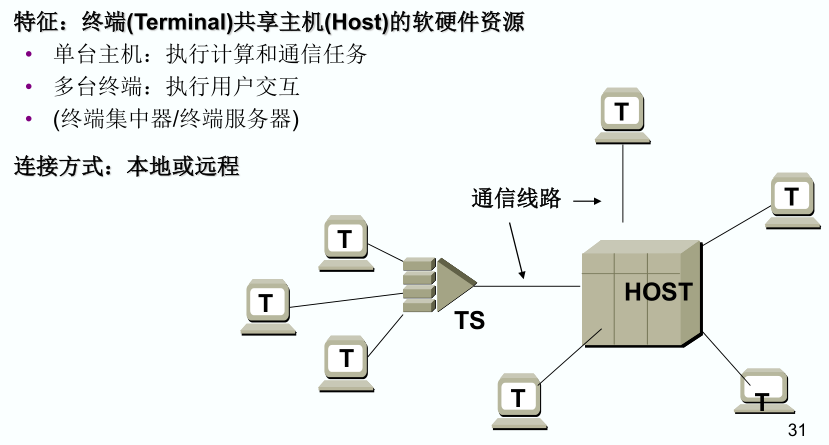 特征：终端(Terminal)共享主机(Host)的软硬件资源
• 单台主机：执行计算和通信任务
• 多台终端：执行用户交互
• (终端集中器/终端服务器)
连接方式：本地或远程
T
T
通信线路
T
T
HOST
TS
T
T
T
31